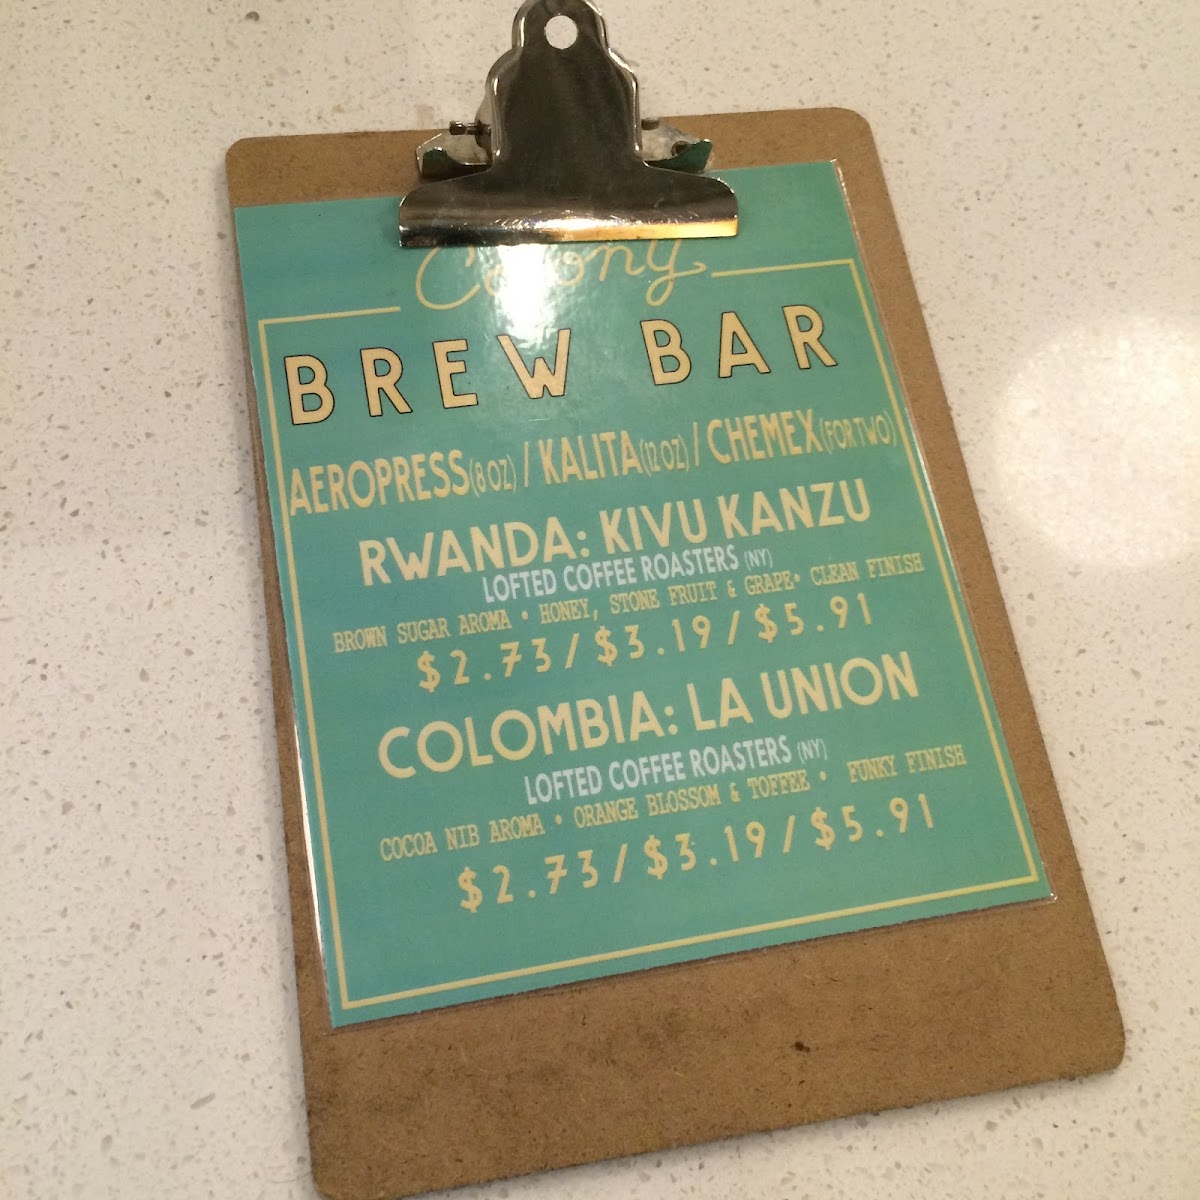 Colony
BREW BAR
AEROPRESS(8 OZ) / KALITA(12 OZ) / CHEMEX(FOR TWO)
RWANDA: KIVU KANZU
LOFTED COFFEE ROASTERS (NY)
BROWN SUGAR AROMA • HONEY, STONE FRUIT & GRAPE• CLEAN FINISH
$2.73/$3.19/$5.91
COLOMBIA: LA UNION
LOFTED COFFEE ROASTERS (NY)
COCOA NIB AROMA • ORANGE BLOSSOM & TOFFEE • FUNKY FINISH
$2.73/$3.19/$5.91